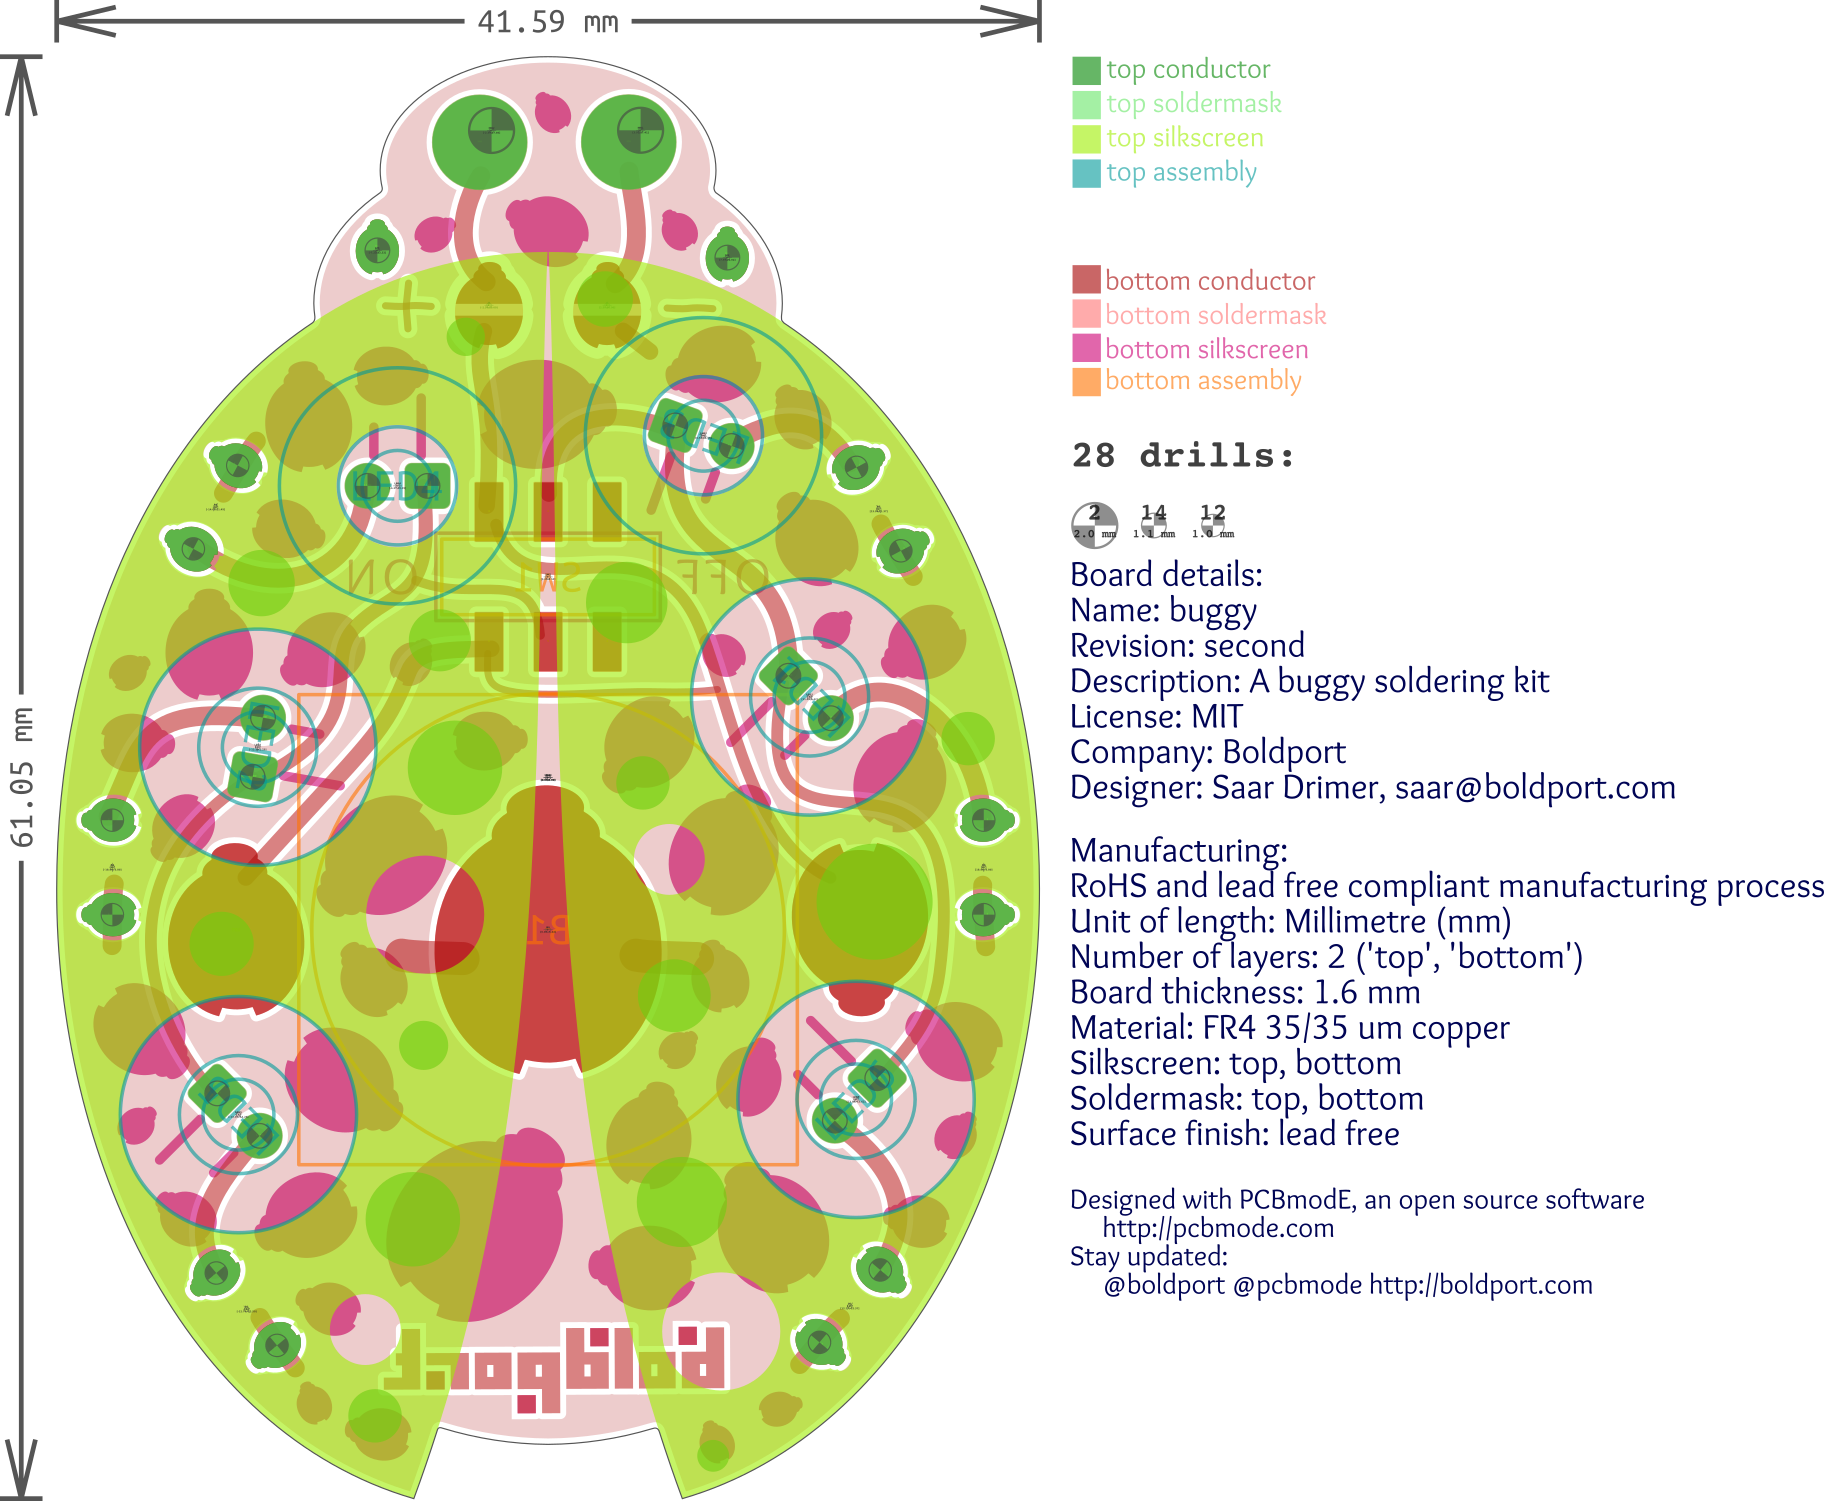 41.59 mm
61.05 mm
top conductor
top soldermask
top silkscreen
top assembly
bottom conductor
bottom soldermask
bottom silkscreen
bottom assembly
28 drills:
2 14 12
2.0 mm 1.1 mm 1.0 mm
Board details:
Name: buggy
Revision: second
Description: A buggy soldering kit
License: MIT
Company: Boldport
Designer: Saar Drimer, saar@boldport.com
Manufacturing:
RoHS and lead free compliant manufacturing process
Unit of length: Millimetre (mm)
Number of layers: 2 ('top', 'bottom')
Board thickness: 1.6 mm
Material: FR4 35/35 um copper
Silkscreen: top, bottom
Soldermask: top, bottom
Surface finish: lead free
Designed with PCBmodE, an open source software
http://pcbmode.com
Stay updated:
@boldport @pcbmode http://boldport.com
+ −
ON OFF
SW1
B1
boldport